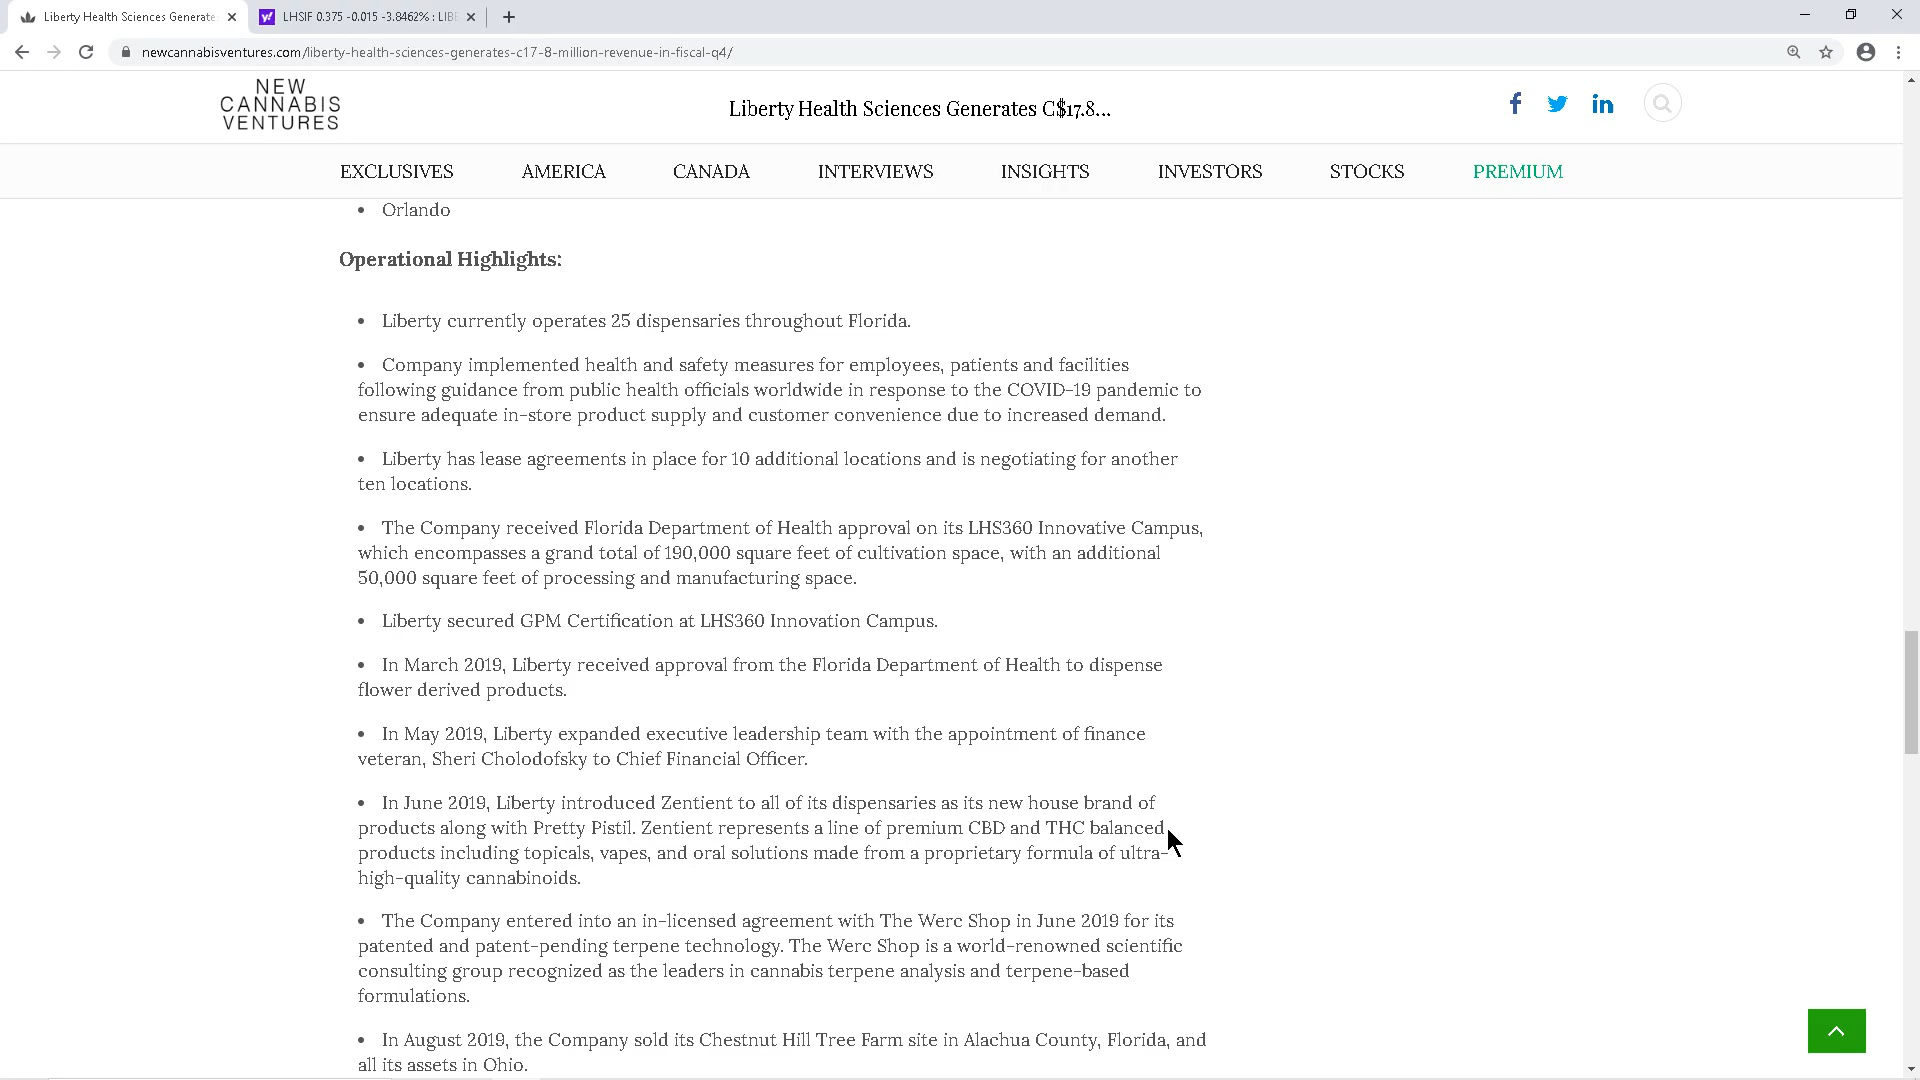 Liberty Health Sciences Generate
LHSIF 0.375 -0.015 -3.8462% : LIBE
newcannabisventures.com/liberty-health-sciences-generates-c17-8-million-revenue-in-fiscal-q4/
NEW
CANNABIS
VENTURES
Liberty Health Sciences Generates C$17.8...
f
in
EXCLUSIVES AMERICA CANADA INTERVIEWS INSIGHTS INVESTORS STOCKS PREMIUM
• Orlando
Operational Highlights:
• Liberty currently operates 25 dispensaries throughout Florida.
• Company implemented health and safety measures for employees, patients and facilities
following guidance from public health officials worldwide in response to the COVID-19 pandemic to
ensure adequate in-store product supply and customer convenience due to increased demand.
• Liberty has lease agreements in place for 10 additional locations and is negotiating for another
ten locations.
• The Company received Florida Department of Health approval on its LHS360 Innovative Campus,
which encompasses a grand total of 190,000 square feet of cultivation space, with an additional
50,000 square feet of processing and manufacturing space.
• Liberty secured GPM Certification at LHS360 Innovation Campus.
• In March 2019, Liberty received approval from the Florida Department of Health to dispense
flower derived products.
• In May 2019, Liberty expanded executive leadership team with the appointment of finance
veteran, Sheri Cholodofsky to Chief Financial Officer.
• In June 2019, Liberty introduced Zentient to all of its dispensaries as its new house brand of
products along with Pretty Pistil. Zentient represents a line of premium CBD and THC balanced
products including topicals, vapes, and oral solutions made from a proprietary formula of ultra-
high-quality cannabinoids.
• The Company entered into an in-licensed agreement with The Werc Shop in June 2019 for its
patented and patent-pending terpene technology. The Werc Shop is a world-renowned scientific
consulting group recognized as the leaders in cannabis terpene analysis and terpene-based
formulations.
• In August 2019, the Company sold its Chestnut Hill Tree Farm site in Alachua County, Florida, and
all its assets in Ohio.